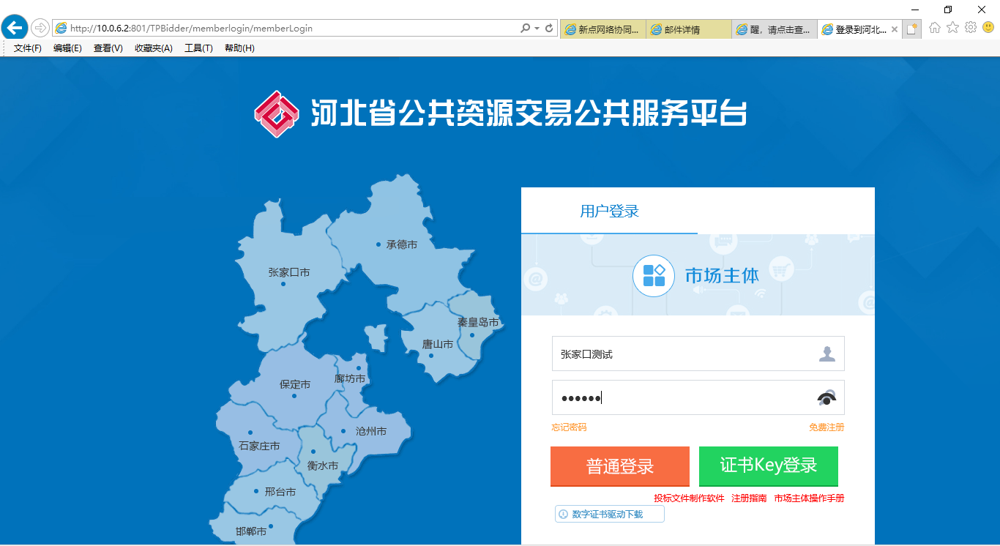 http://10.0.6.2:801/TPBidder/memberlogin/memberLogin
新点网络协同...
邮件详情
醒，请点击查...
登录到河北...
文件(F) 编辑(E) 查看(V) 收藏夹(A) 工具(T) 帮助(H)
河北省公共资源交易公共服务平台
用户登录
承德市
张家口市
市场主体
秦皇岛市
唐山市
张家口测试
廊坊市
保定市
••••••
忘记密码 免费注册
沧州市
石家庄市
衡水市
普通登录 证书Key登录
邢台市
投标文件制作软件 注册指南 市场主体操作手册
数字证书驱动下载
邯郸市